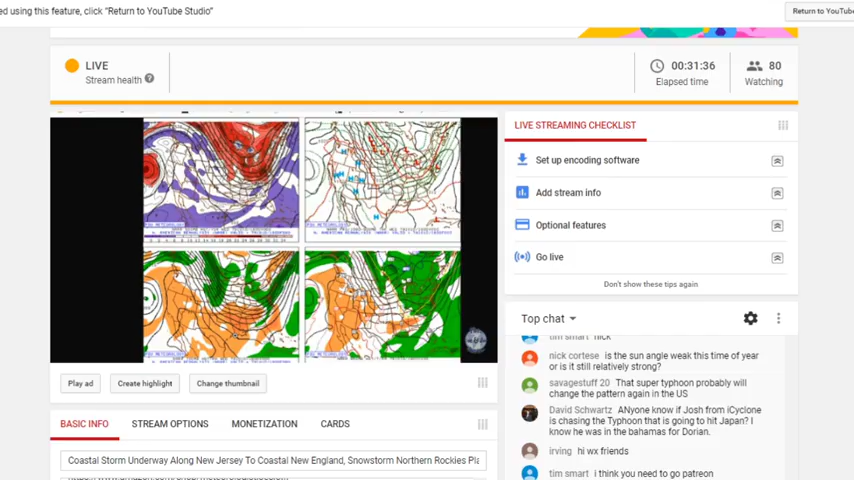 ed using this feature, click "Return to YouTube Studio"
Return to YouTube
LIVE
Stream health
00:31:36
Elapsed time
80
Watching
LIVE STREAMING CHECKLIST
Set up encoding software
Add stream info
Optional features
Go live
Don't show these tips again
Play ad
Create highlight
Change thumbnail
BASIC INFO
STREAM OPTIONS
MONETIZATION
CARDS
Coastal Storm Underway Along New Jersey To Coastal New England, Snowstorm Northern Rockies Pla
Top chat
tim smart nick
nick cortese is the sun angle weak this time of year
or is it still relatively strong?
savagestuff 20 That super typhoon probably will
change the pattern again in the US
David Schwartz ANyone know if Josh from iCyclone
is chasing the Typhoon that is going to hit Japan? I
know he was in the bahamas for Dorian.
irving hi wx friends
tim smart i think you need to go patreon